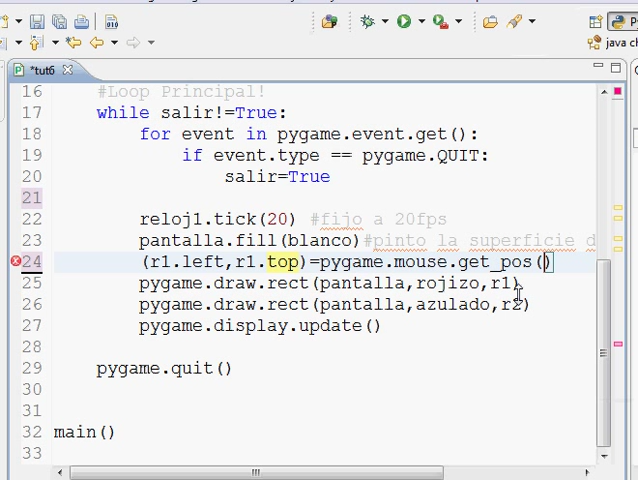 P
java ch
*tut6
16 #Loop Principal!
17 while salir!=True:
18 for event in pygame.event.get():
19 if event.type == pygame.QUIT:
20 salir=True
21
22 reloj1.tick(20) #fijo a 20fps
23 pantalla.fill(blanco)#pinto la superficie d
24 (r1.left,r1.top)=pygame.mouse.get_pos()
25 pygame.draw.rect(pantalla,rojizo,r1)
26 pygame.draw.rect(pantalla,azulado,r2)
27 pygame.display.update()
28
29 pygame.quit()
30
31
32 main()
33